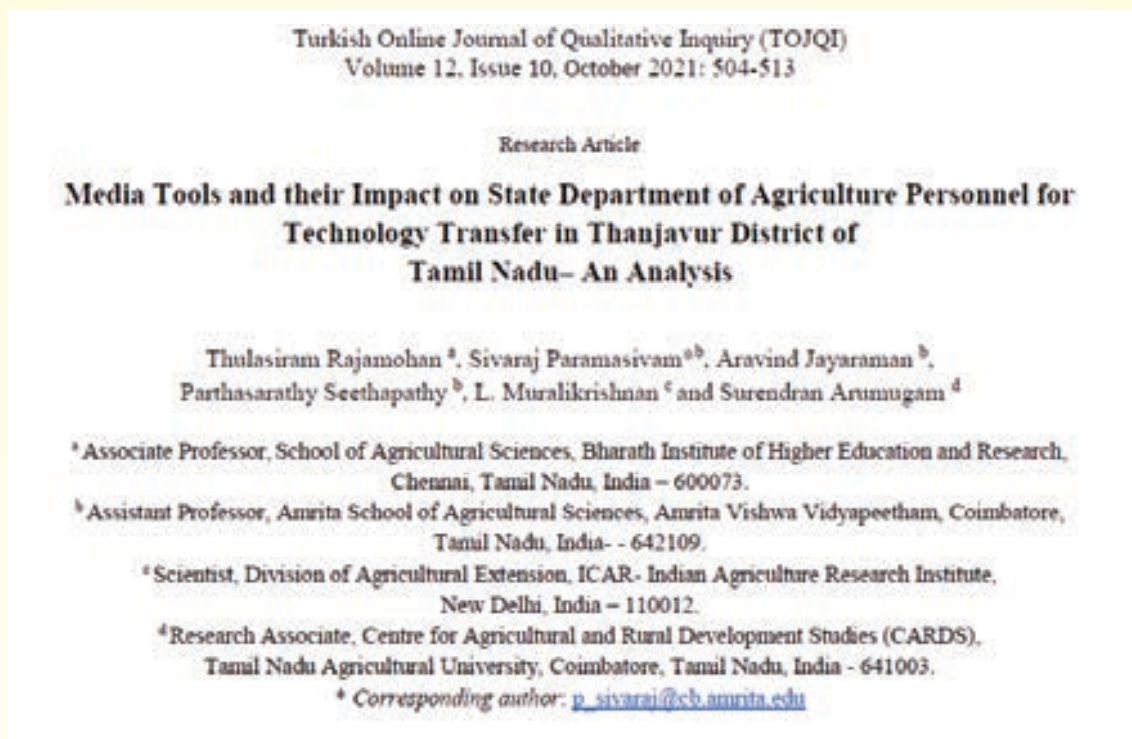 Turkish Online Journal of Qualitative Inquiry (TOJQI)
Volume 12, Issue 10, October 2021: 504-513
Research Article
Media Tools and their Impact on State Department of Agriculture Personnel for
Technology Transfer in Thanjavur District of
Tamil Nadu– An Analysis
Thulasiram Rajamohan ᵃ, Sivaraj Paramasivam*ᵇ, Aravind Jayaraman ᵇ,
Parthasarathy Seethapathy ᵇ, L. Muralikrishnan ᶜ and Surendran Arumugam ᵈ
ᵃ Associate Professor, School of Agricultural Sciences, Bharath Institute of Higher Education and Research,
Chennai, Tamil Nadu, India – 600073.
ᵇ Assistant Professor, Amrita School of Agricultural Sciences, Amrita Vishwa Vidyapeetham, Coimbatore,
Tamil Nadu, India- - 642109.
ᶜ Scientist, Division of Agricultural Extension, ICAR- Indian Agriculture Research Institute,
New Delhi, India – 110012.
ᵈ Research Associate, Centre for Agricultural and Rural Development Studies (CARDS),
Tamil Nadu Agricultural University, Coimbatore, Tamil Nadu, India - 641003.
* Corresponding author: p_sivaraj@cb.amrita.edu